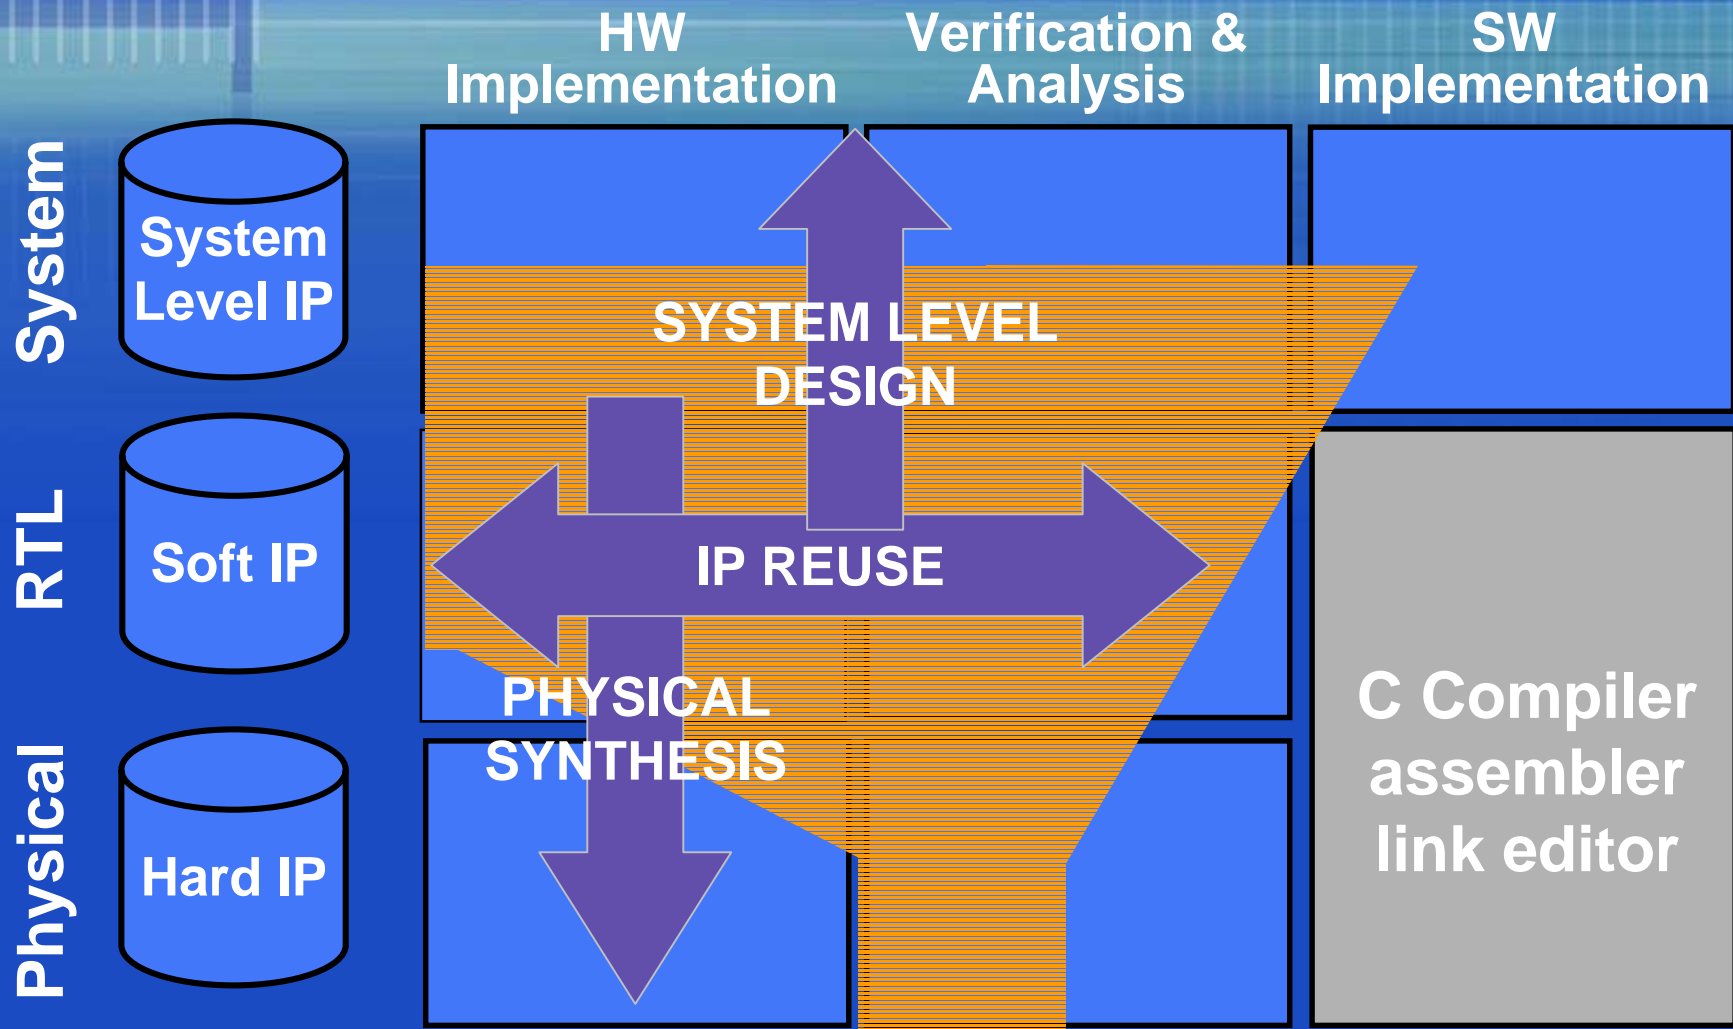 HW
Implementation
Verification &
Analysis
SW
Implementation
System
System
Level IP
SYSTEM LEVEL
DESIGN
RTL
Soft IP
IP REUSE
PHYSICAL
SYNTHESIS
C Compiler
assembler
link editor
Physical
Hard IP